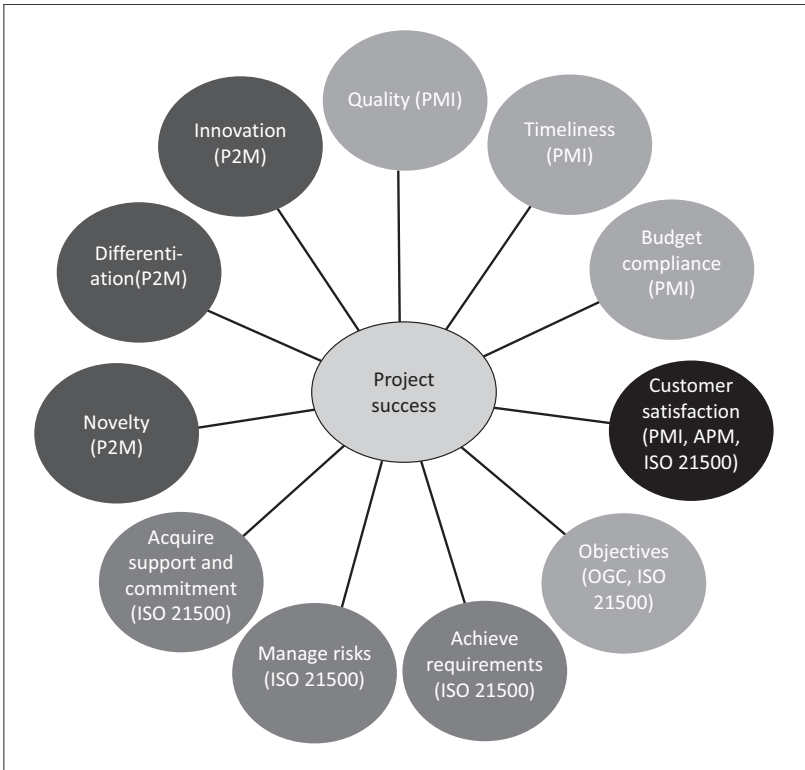 Quality (PMI)
Timeliness
(PMI)
Budget
compliance
(PMI)
Customer
satisfaction
(PMI, APM,
ISO 21500)
Objectives
(OGC, ISO
21500)
Achieve
requirements
(ISO 21500)
Manage risks
(ISO 21500)
Acquire
support and
commitment
(ISO 21500)
Novelty
(P2M)
Differenti-
ation(P2M)
Innovation
(P2M)
Project
success